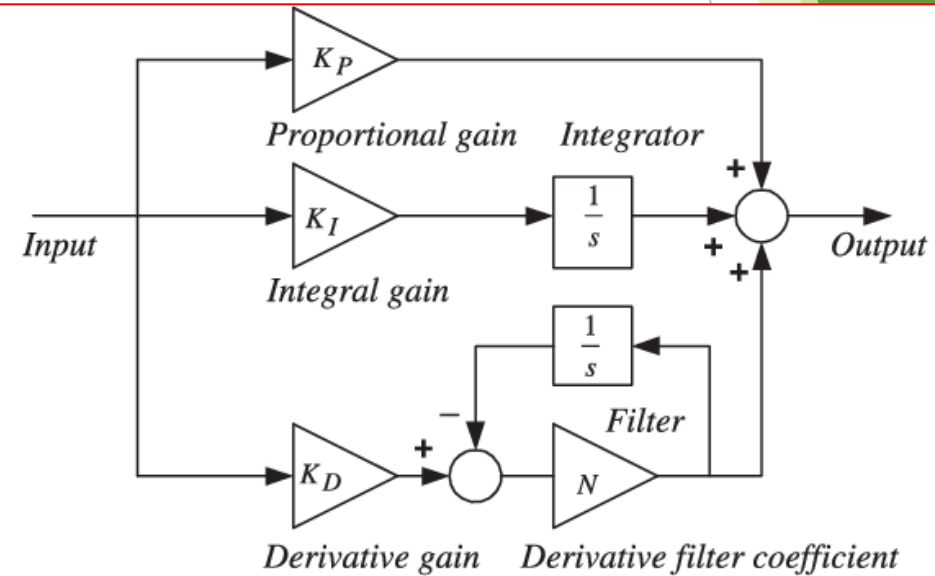 K_P
Proportional gain Integrator
+
1
K_I
s
Input
+
Output
+
Integral gain
1
s
−
Filter
+
K_D
N
Derivative gain Derivative filter coefficient